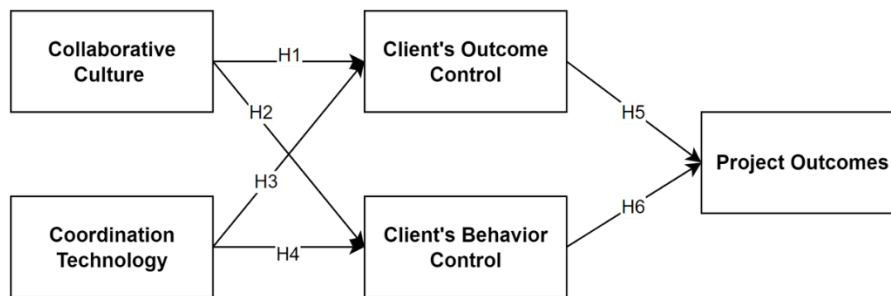 Collaborative
Culture
H1
Client's Outcome
Control
H2
H5
Project Outcomes
H3
H6
Coordination
Technology
H4
Client's Behavior
Control